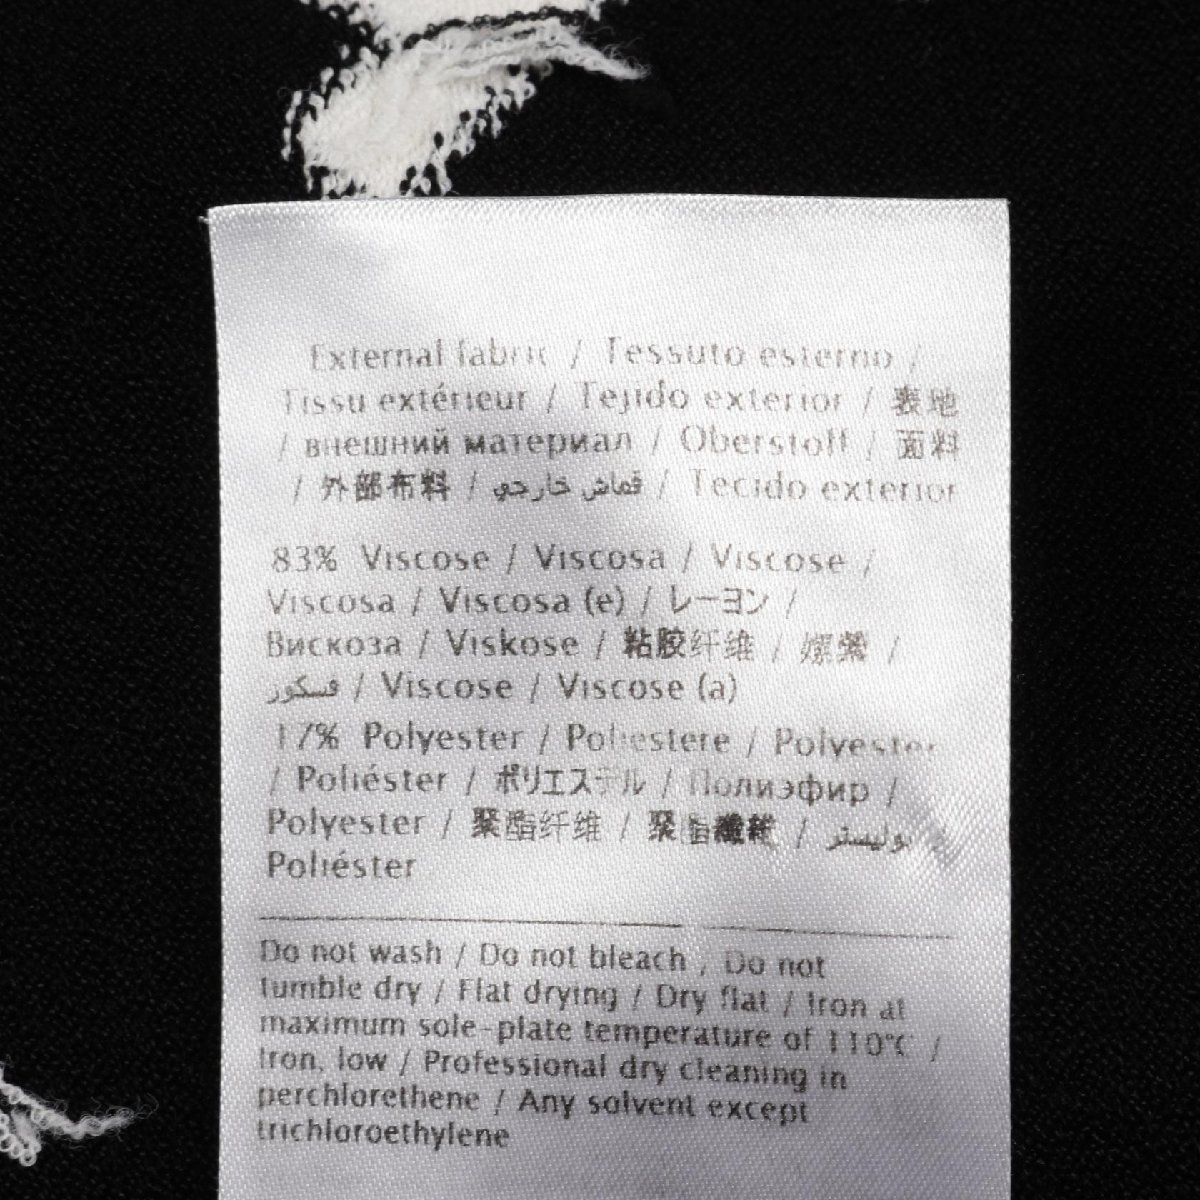 External fabric / Tessuto esterno /
Tissu extérieur / Tejido exterior / 表地
/ внешний материал / Oberstoff / 面料
/ 外部布料 / قماش خارجي / Tecido exterior
83% Viscose / Viscosa / Viscose /
Viscosa / Viscosa (e) / レーヨン /
Вискоза / Viskose / 粘胶纤维 / 嫘縈 /
فسكوز / Viscose / Viscose (a)
17% Polyester / Poliestere / Polyester
/ Poliéster / ポリエステル / Полиэфир /
Polyester / 聚酯纤维 / 聚酯纖維 / بوليستر
Poliéster
Do not wash / Do not bleach / Do not
tumble dry / Flat drying / Dry flat / Iron at
maximum sole-plate temperature of 110°C /
Iron, low / Professional dry cleaning in
perchlorethene / Any solvent except
trichloroethylene